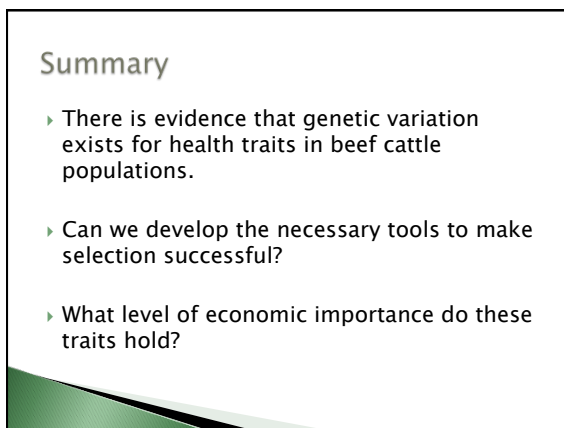 Summary
There is evidence that genetic variation
exists for health traits in beef cattle
populations.
Can we develop the necessary tools to make
selection successful?
What level of economic importance do these
traits hold?